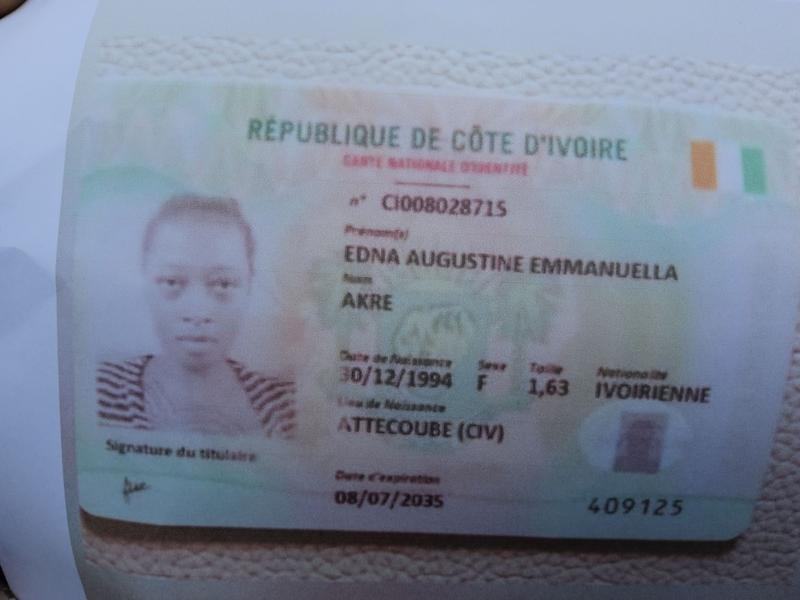 RÉPUBLIQUE DE CÔTE D'IVOIRE
CARTE NATIONALE D'IDENTITÉ
n° CI008028715
Prénom(s)
EDNA AUGUSTINE EMMANUELLA
Nom
AKRE
Date de Naissance Sexe Taille Nationalité
30/12/1994 F 1,63 IVOIRIENNE
Lieu de Naissance
ATTECOUBE (CIV)
Signature du titulaire
Date d'expiration
08/07/2035
409125